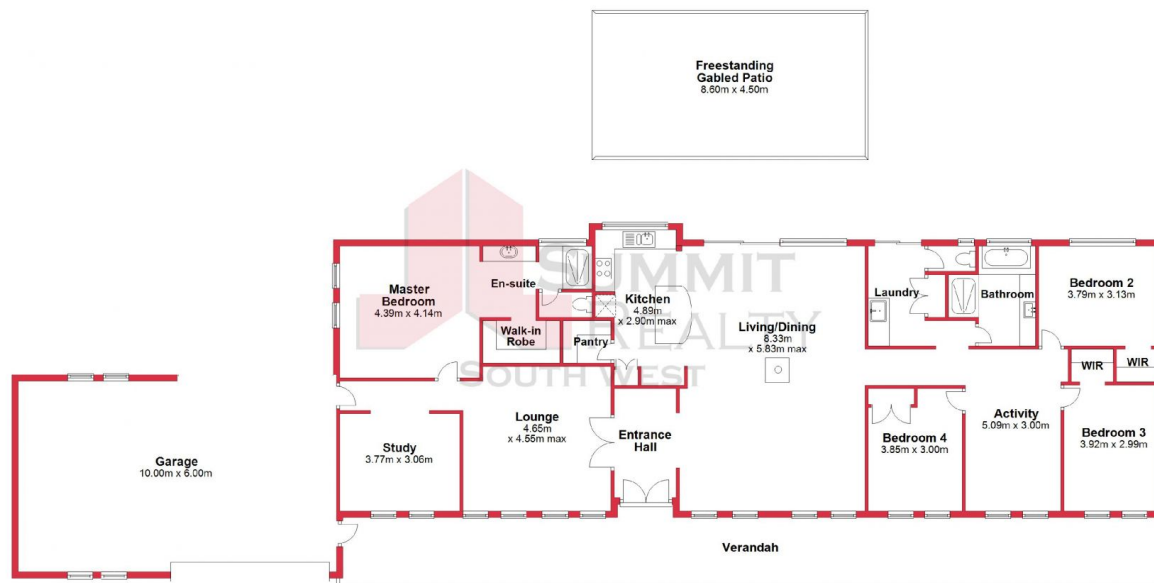 Freestanding
Gabled Patio
8.60m x 4.50m
SUMMIT
REALTY
SOUTH WEST
Master
Bedroom
4.39m x 4.14m
En-suite
Walk-in
Robe
Pantry
Kitchen
4.89m
x 2.90m max
Living/Dining
8.33m
x 5.83m max
Laundry
Bathroom
Bedroom 2
3.79m x 3.13m
WIR
WIR
Garage
10.00m x 6.00m
Study
3.77m x 3.06m
Lounge
4.65m
x 4.55m max
Entrance
Hall
Bedroom 4
3.85m x 3.00m
Activity
5.09m x 3.00m
Bedroom 3
3.92m x 2.99m
Verandah